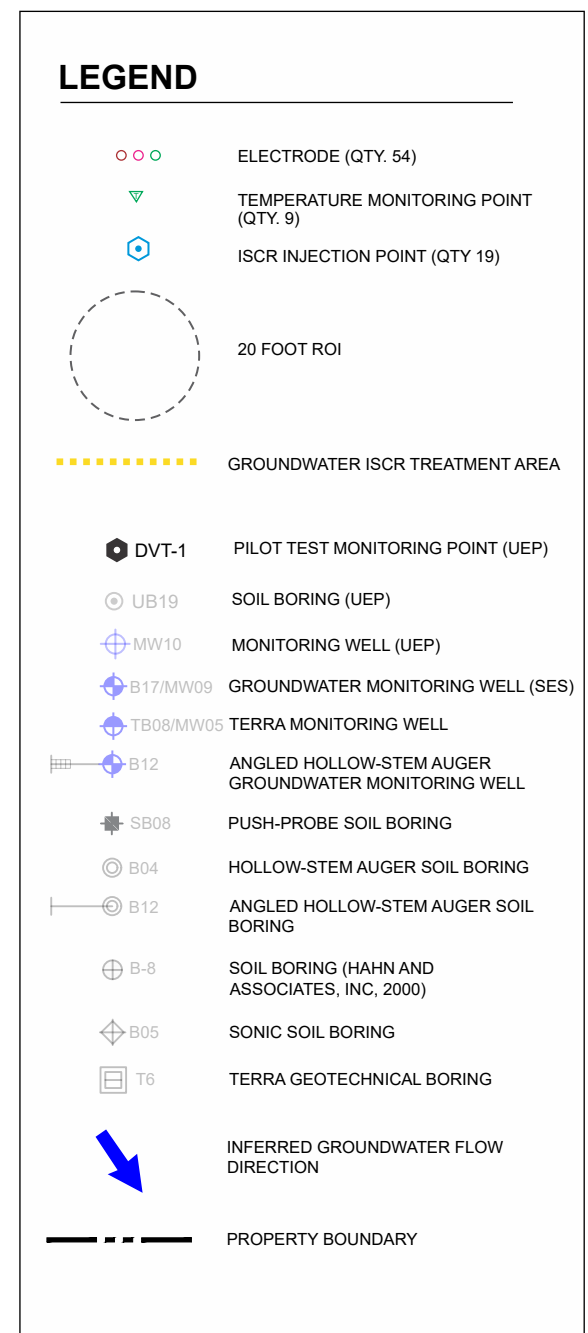 LEGEND
ELECTRODE (QTY. 54)
T
TEMPERATURE MONITORING POINT
(QTY. 9)
ISCR INJECTION POINT (QTY 19)
20 FOOT ROI
GROUNDWATER ISCR TREATMENT AREA
DVT-1 PILOT TEST MONITORING POINT (UEP)
UB19 SOIL BORING (UEP)
MW10 MONITORING WELL (UEP)
B17/MW09 GROUNDWATER MONITORING WELL (SES)
TB08/MW05 TERRA MONITORING WELL
B12 ANGLED HOLLOW-STEM AUGER
GROUNDWATER MONITORING WELL
SB08 PUSH-PROBE SOIL BORING
B04 HOLLOW-STEM AUGER SOIL BORING
B12 ANGLED HOLLOW-STEM AUGER SOIL
BORING
B-8 SOIL BORING (HAHN AND
ASSOCIATES, INC, 2000)
B05 SONIC SOIL BORING
T6 TERRA GEOTECHNICAL BORING
INFERRED GROUNDWATER FLOW
DIRECTION
PROPERTY BOUNDARY